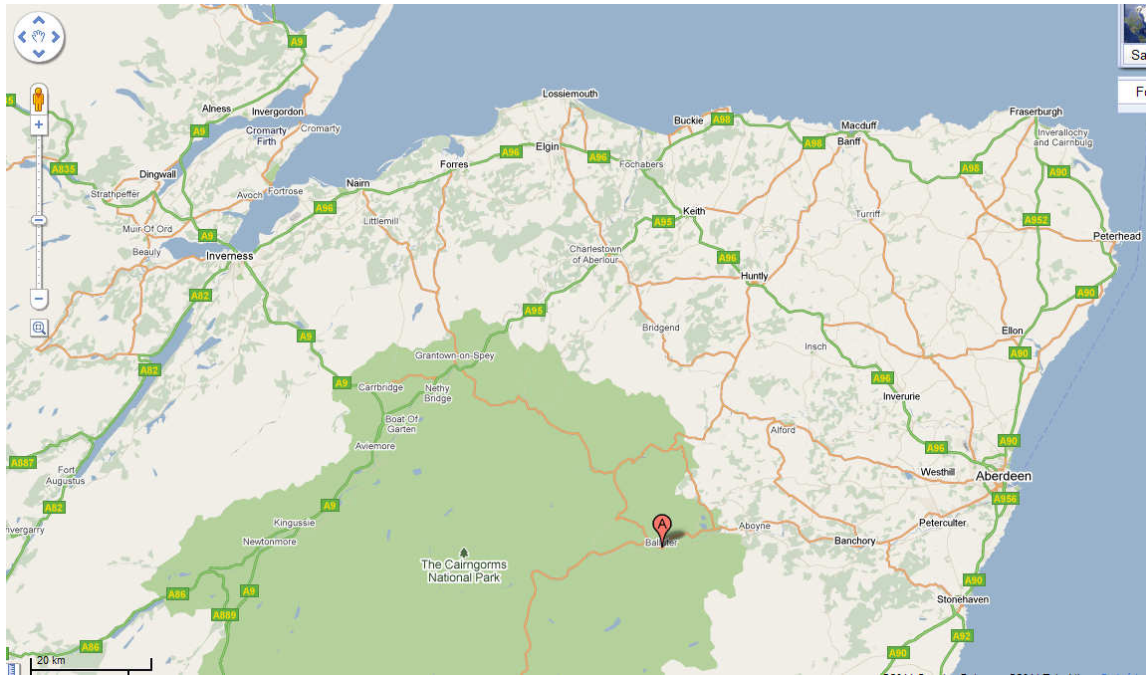 A9
Sa
Fe
Alness
Invergordon
A9
Cromarty
Firth
Cromarty
Lossiemouth
Buckie
A98
Macduff
Banff
A98
Fraserburgh
Inverallochy
and Cairnbulg
A835
Dingwall
Strathpeffer
Avoch
Fortrose
Nairn
Forres
A96
Elgin
A96
Fochabers
A98
A90
A96
Littlemill
A95
Keith
Turriff
A952
Peterhead
Muir Of Ord
A9
Beauly
Inverness
Charlestown
of Aberlour
A96
Huntly
A82
A90
A9
A95
Bridgend
Ellon
Insch
A90
Grantown-on-Spey
A82
A9
Carrbridge
Nethy
Bridge
A96
Inverurie
Boat Of
Garten
Aviemore
Alford
A90
A96
A887
Fort
Augustus
Westhill
Aberdeen
A82
A9
A956
Kingussie
A
Aboyne
Peterculter
Newtonmore
Ballater
Banchory
The Cairngorms
National Park
A90
A86
A9
A889
Stonehaven
A86
A92
A90
20 km